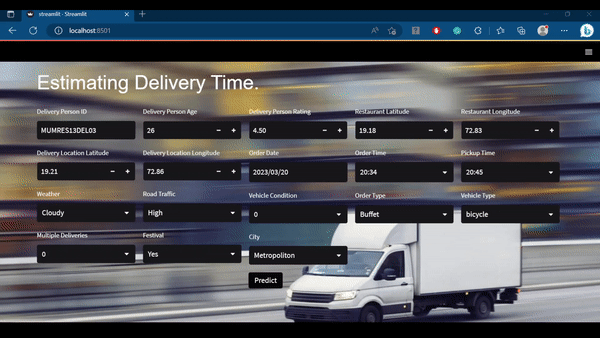 streamlit - Streamlit
localhost:8501
Estimating Delivery Time.
Delivery Person ID Delivery Person Age Delivery Person Rating Restaurant Latitude Restaurant Longitude
MUMRES13DEL03 26 4.50 19.18 72.83
Delivery Location Latitude Delivery Location Longitude Order Date Order Time Pickup Time
19.21 72.86 2023/03/20 20:34 20:45
Weather Road Traffic Vehicle Condition Order Type Vehicle Type
Cloudy High 0 Buffet bicycle
Multiple Deliveries Festival City
0 Yes Metropoliton
Predict